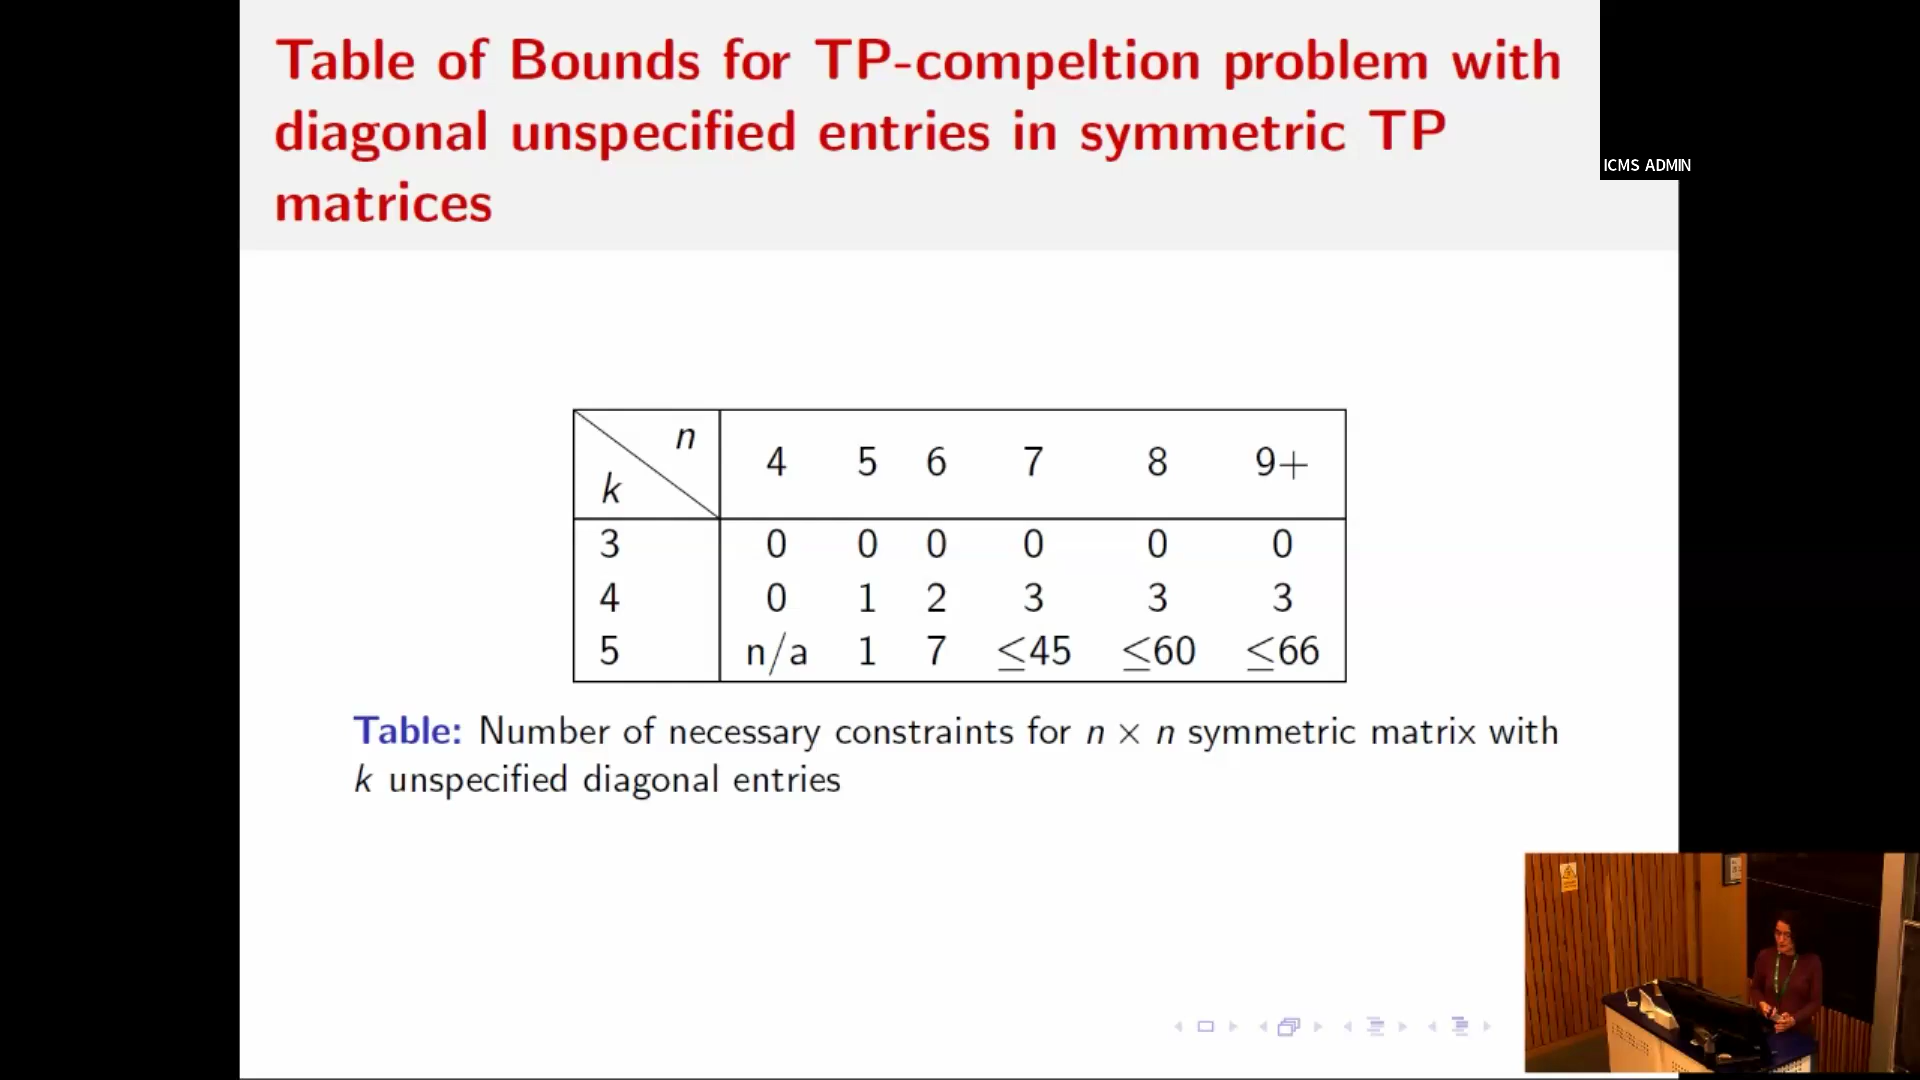 Table of Bounds for TP-compeltion problem with
diagonal unspecified entries in symmetric TP
matrices
ICMS ADMIN
n
k
4 5 6 7 8 9+
3 0 0 0 0 0 0
4 0 1 2 3 3 3
5 n/a 1 7 ≤45 ≤60 ≤66
Table: Number of necessary constraints for n × n symmetric matrix with
k unspecified diagonal entries